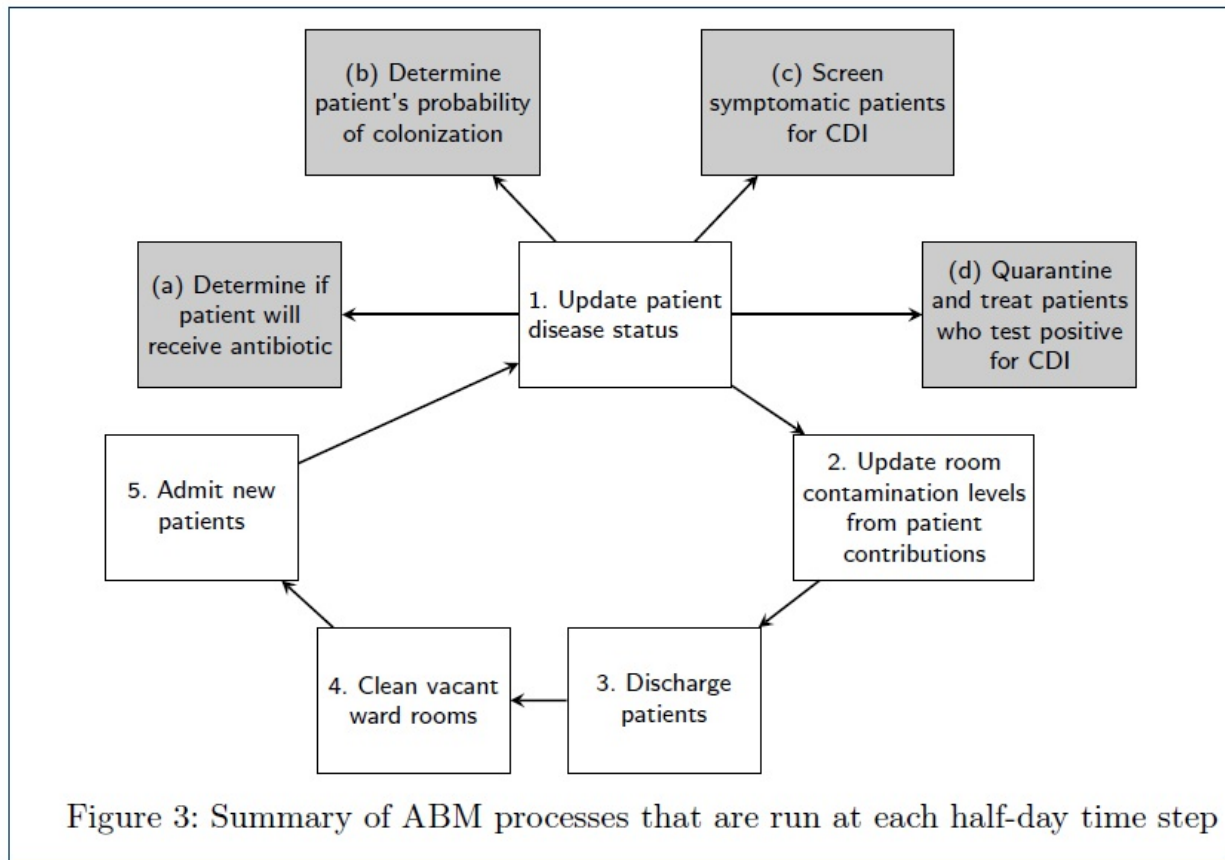 (b) Determine
patient's probability
of colonization
(c) Screen
symptomatic patients
for CDI
(a) Determine if
patient will
receive antibiotic
1. Update patient
disease status
(d) Quarantine
and treat patients
who test positive
for CDI
5. Admit new
patients
2. Update room
contamination levels
from patient
contributions
4. Clean vacant
ward rooms
3. Discharge
patients
Figure 3: Summary of ABM processes that are run at each half-day time step